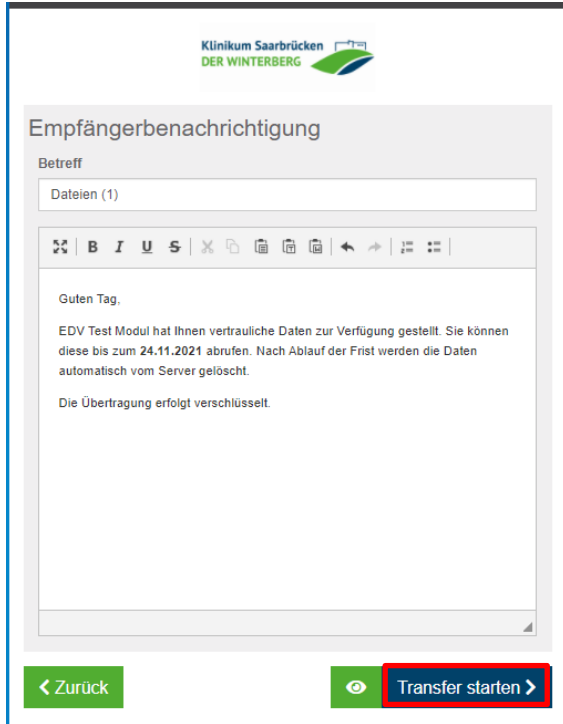 Klinikum Saarbrücken
DER WINTERBERG
Empfängerbenachrichtigung
Betreff
Dateien (1)
B I U S
Guten Tag,
EDV Test Modul hat Ihnen vertrauliche Daten zur Verfügung gestellt. Sie können
diese bis zum 24.11.2021 abrufen. Nach Ablauf der Frist werden die Daten
automatisch vom Server gelöscht.
Die Übertragung erfolgt verschlüsselt.
Zurück
Transfer starten